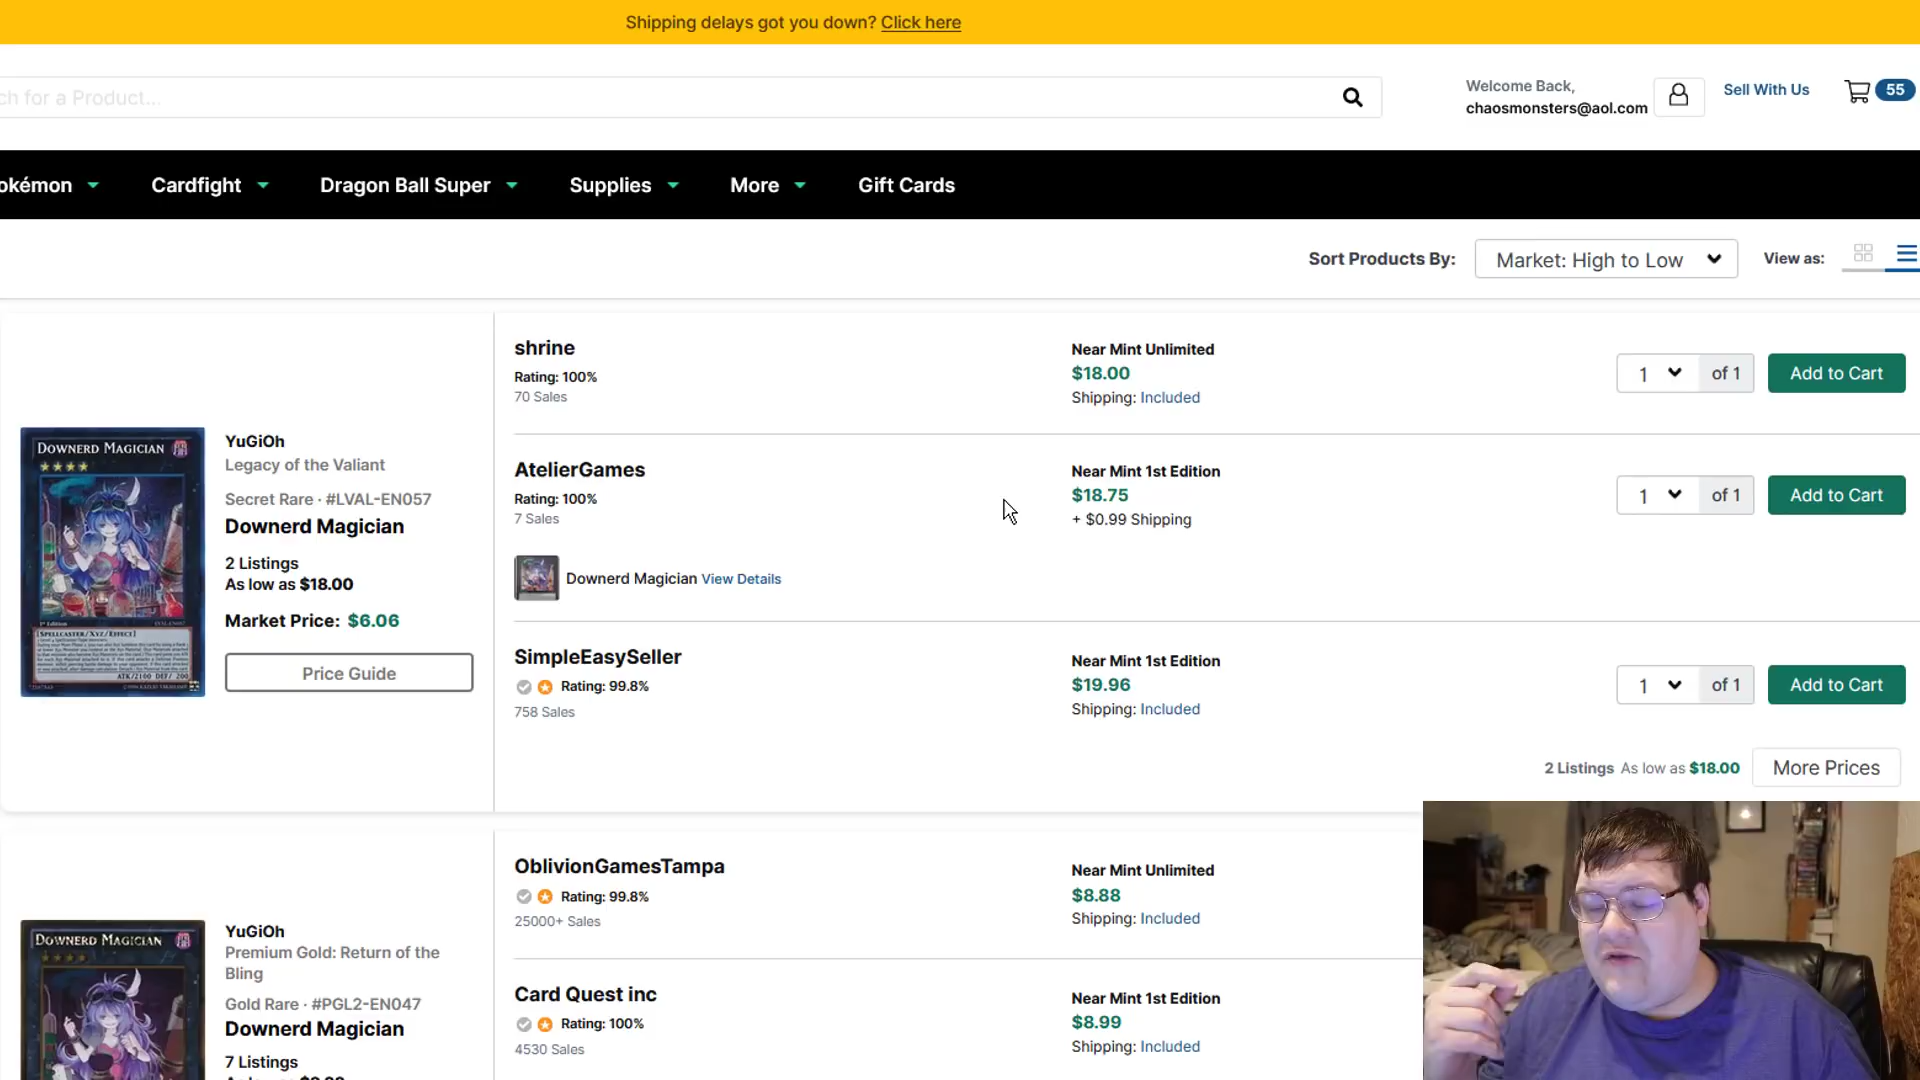 Shipping delays got you down? Click here
ch for a Product...
Welcome Back,
chaosmonsters@aol.com
Sell With Us
55
okémon
Cardfight
Dragon Ball Super
Supplies
More
Gift Cards
Sort Products By:
Market: High to Low
View as:
DOWNERD MAGICIAN
1st Edition
[SPELLCASTER/XYZ/EFFECT]
ATK/2100 DEF/ 200
YuGiOh
Legacy of the Valiant
Secret Rare · #LVAL-EN057
Downerd Magician
2 Listings
As low as $18.00
Market Price: $6.06
Price Guide
shrine
Rating: 100%
70 Sales
Near Mint Unlimited
$18.00
Shipping: Included
1
of 1
Add to Cart
AtelierGames
Rating: 100%
7 Sales
Near Mint 1st Edition
$18.75
+ $0.99 Shipping
1
of 1
Add to Cart
Downerd Magician View Details
SimpleEasySeller
Rating: 99.8%
758 Sales
Near Mint 1st Edition
$19.96
Shipping: Included
1
of 1
Add to Cart
2 Listings As low as $18.00
More Prices
DOWNERD MAGICIAN
YuGiOh
Premium Gold: Return of the
Bling
Gold Rare · #PGL2-EN047
Downerd Magician
7 Listings
OblivionGamesTampa
Rating: 99.8%
25000+ Sales
Near Mint Unlimited
$8.88
Shipping: Included
Card Quest inc
Rating: 100%
4530 Sales
Near Mint 1st Edition
$8.99
Shipping: Included